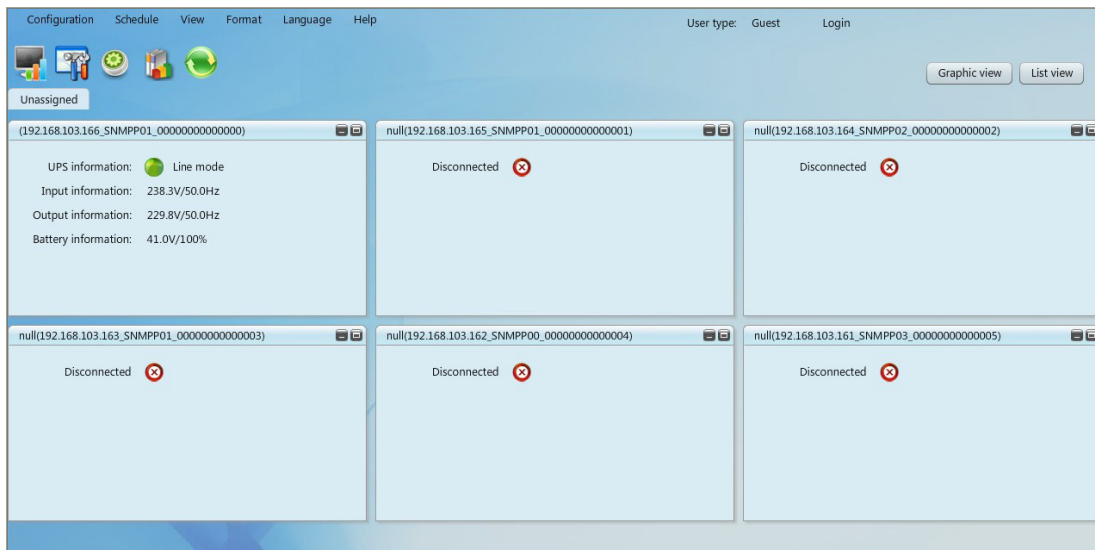 Configuration Schedule View Format Language Help User type: Guest Login
Graphic view List view
Unassigned
(192.168.103.166_SNMPP01_00000000000000) null(192.168.103.165_SNMPP01_00000000000001) null(192.168.103.164_SNMPP02_00000000000002)
UPS information: Line mode Disconnected Disconnected
Input information: 238.3V/50.0Hz
Output information: 229.8V/50.0Hz
Battery information: 41.0V/100%
null(192.168.103.163_SNMPP01_00000000000003) null(192.168.103.162_SNMPP00_00000000000004) null(192.168.103.161_SNMPP03_00000000000005)
Disconnected Disconnected Disconnected